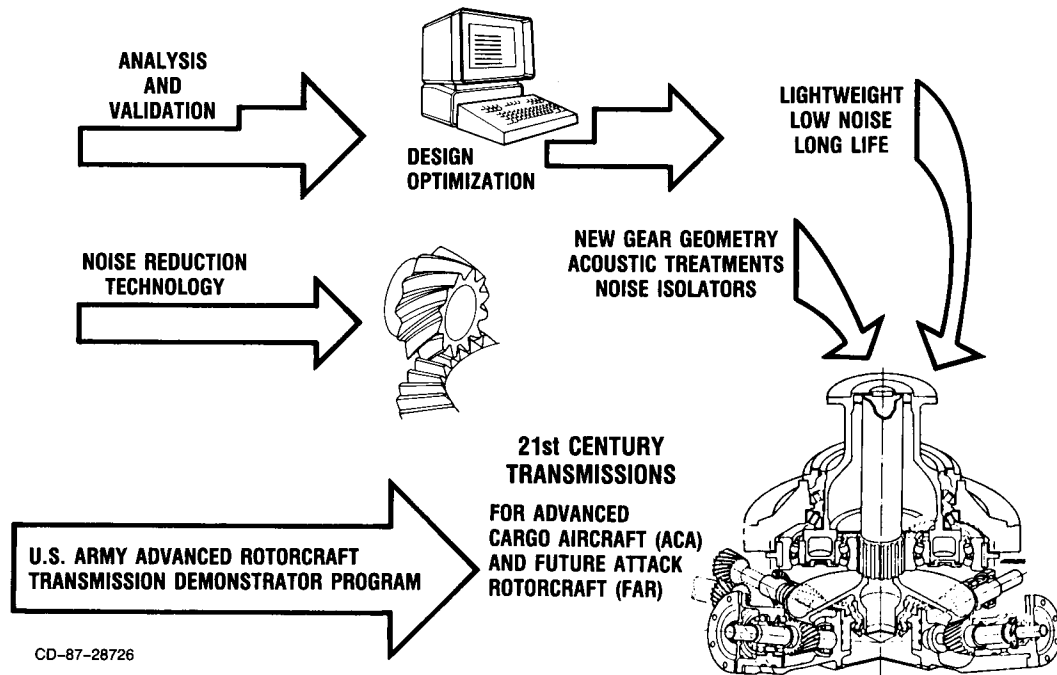 ANALYSIS
AND
VALIDATION
DESIGN
OPTIMIZATION
LIGHTWEIGHT
LOW NOISE
LONG LIFE
NOISE REDUCTION
TECHNOLOGY
NEW GEAR GEOMETRY
ACOUSTIC TREATMENTS
NOISE ISOLATORS
U.S. ARMY ADVANCED ROTORCRAFT
TRANSMISSION DEMONSTRATOR PROGRAM
21st CENTURY
TRANSMISSIONS
FOR ADVANCED
CARGO AIRCRAFT (ACA)
AND FUTURE ATTACK
ROTORCRAFT (FAR)
CD-87-28726